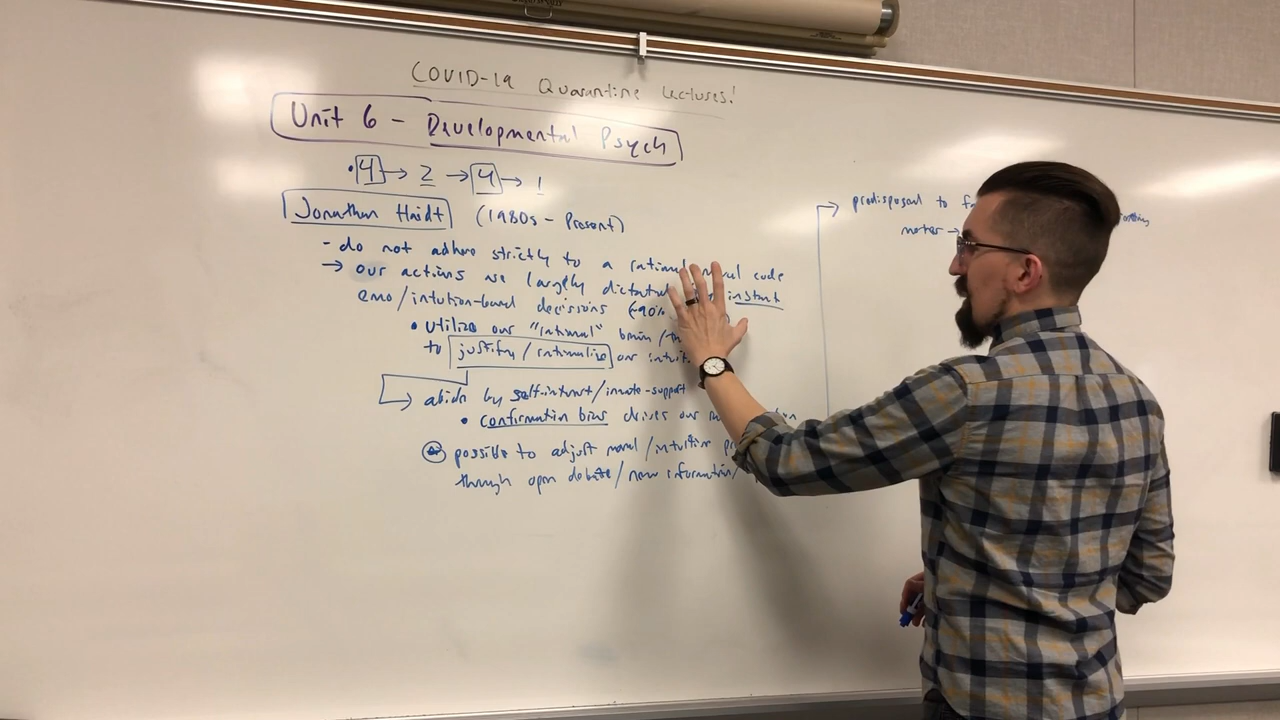 COVID-19 Quarantine Lectures!
Unit 6 - Developmental Psych
• 4 → 2 → 4 → 1
Jonathan Haidt (1980s - Present)
- do not adhere strictly to a rational moral code
→ our actions are largely dictated instant
emo/intution-based decisions (~90%
• utilize our "rational" brain/
to justify/rationalize our intuit
→ abide by self-interest/innate-support
• confirmation bias drives our
possible to adjust moral/intuition
through open debate/new information/
→ predisposed to
nature →